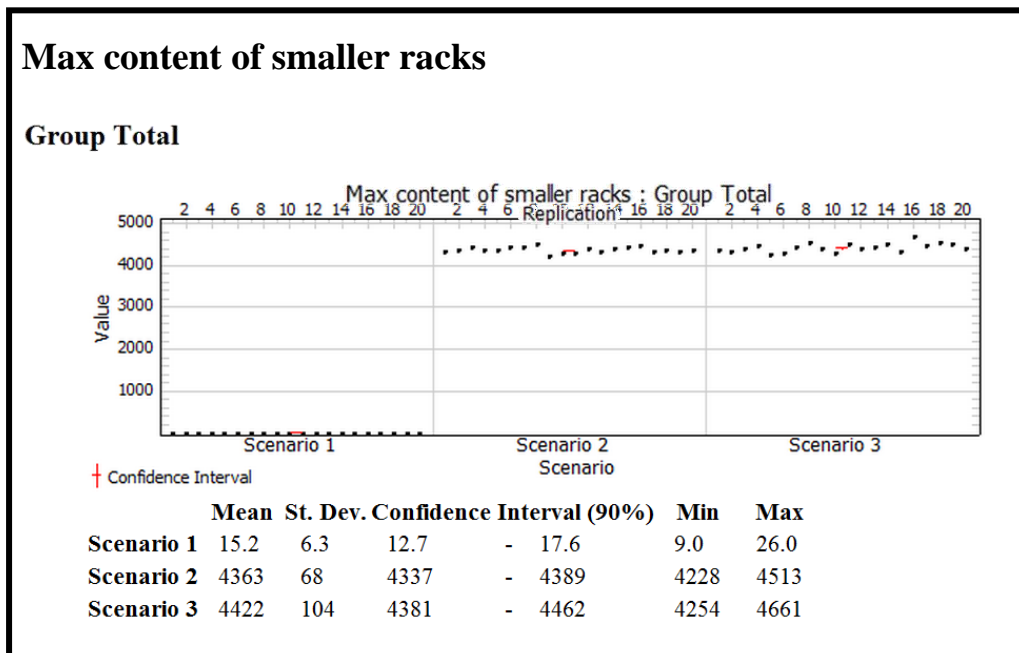 Max content of smaller racks
Group Total
Max content of smaller racks : Group Total
2 4 6 8 10 12 14 16 18 20 2 4 6 16 18 20 2 4 6 8 10 12 14 16 18 20
Replication
5000
4000
3000
2000
1000
Value
Scenario 1 Scenario 2 Scenario 3
Scenario
Confidence Interval
Mean St. Dev. Confidence Interval (90%) Min Max
Scenario 1 15.2 6.3 12.7 - 17.6 9.0 26.0
Scenario 2 4363 68 4337 - 4389 4228 4513
Scenario 3 4422 104 4381 - 4462 4254 4661